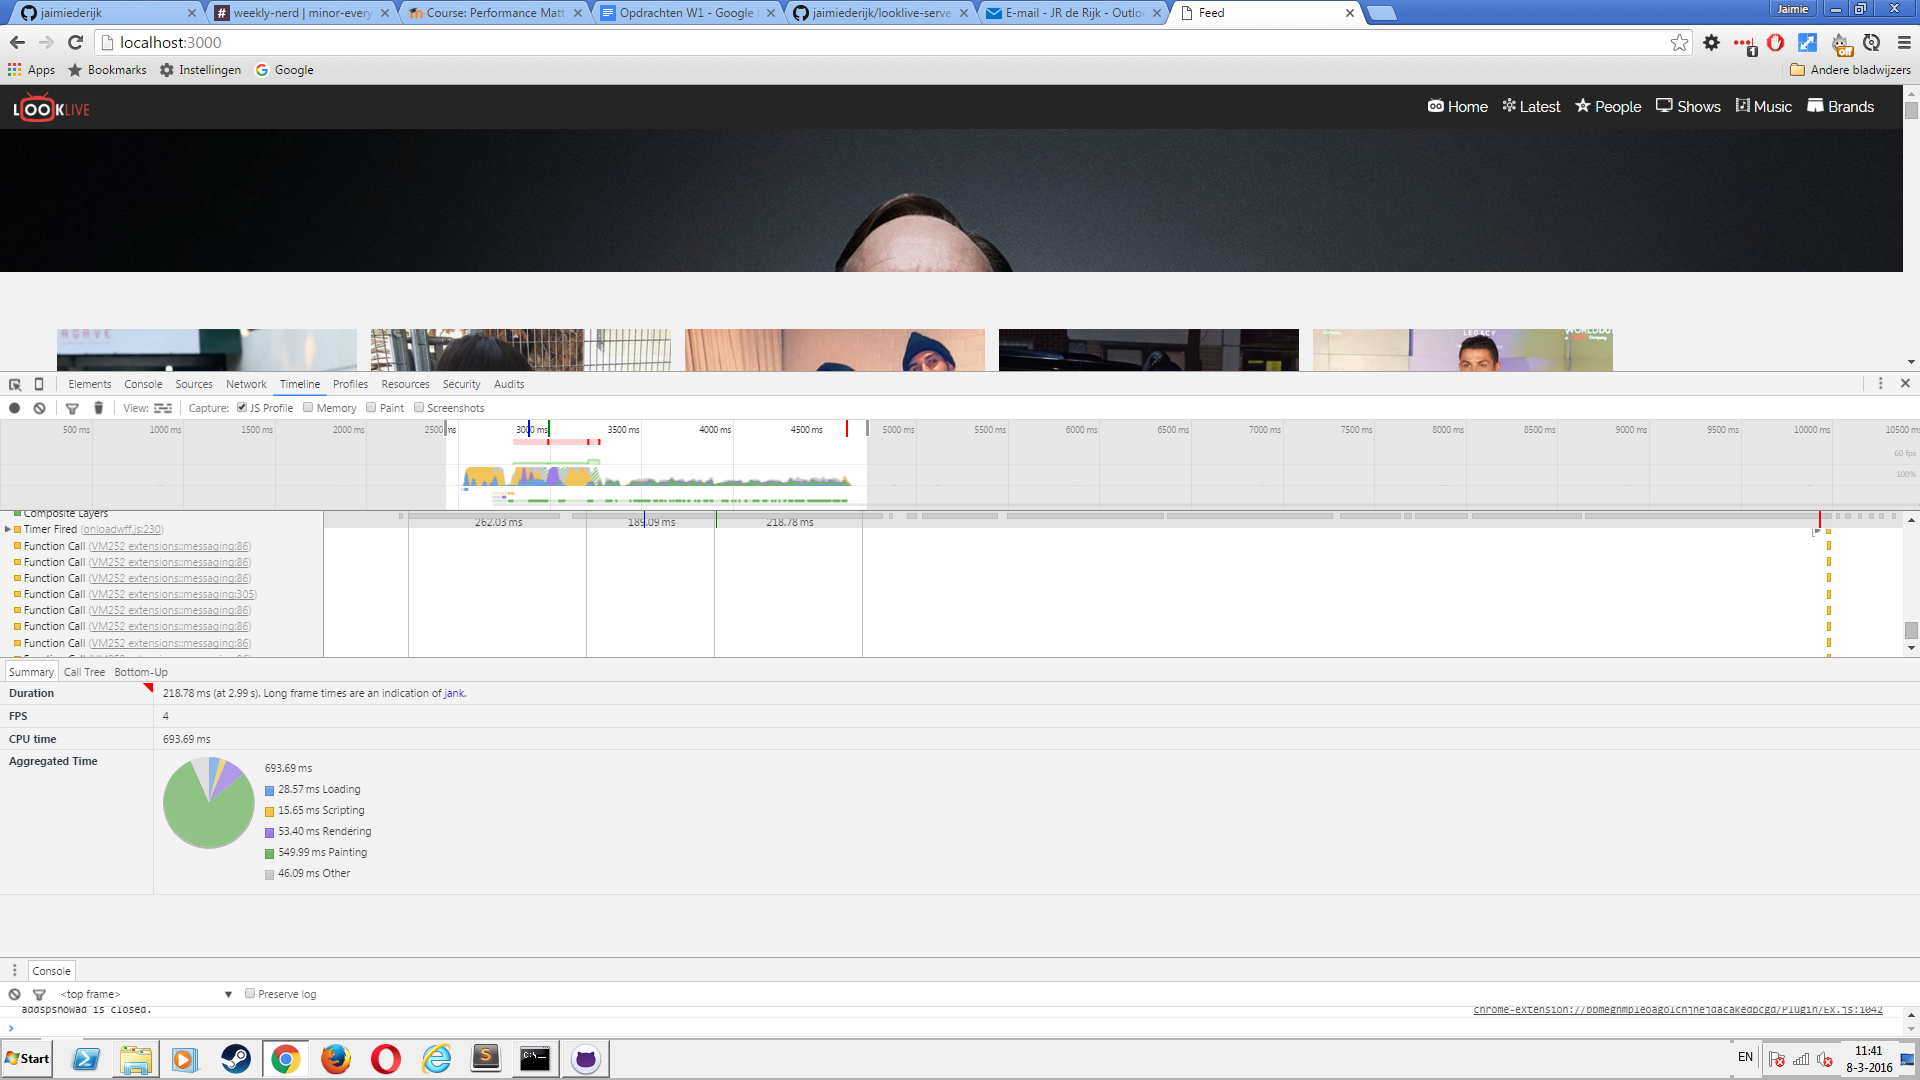 jaimiederijk
weekly-nerd | minor-every
Course: Performance Matt
Opdrachten W1 - Google
jaimiederijk/looklive-serve
E-mail - JR de Rijk - Outloo
Feed
Jaimie
localhost:3000
1
off
Apps
Bookmarks
Instellingen
Google
Andere bladwijzers
LOOKLIVE
Home
Latest
People
Shows
Music
Brands
AGAVE
LEGACY
Elements
Console
Sources
Network
Timeline
Profiles
Resources
Security
Audits
View:
Capture:
JS Profile
Memory
Paint
Screenshots
500 ms
1000 ms
1500 ms
2000 ms
2500 ms
3000 ms
3500 ms
4000 ms
4500 ms
5000 ms
5500 ms
6000 ms
6500 ms
7000 ms
7500 ms
8000 ms
8500 ms
9000 ms
9500 ms
10000 ms
10500 m
60 fps
100%
Composite Layers
262.03 ms
189.09 ms
218.78 ms
Timer Fired (onloadwff.js:230)
Function Call (VM252 extensions::messaging:86)
Function Call (VM252 extensions::messaging:86)
Function Call (VM252 extensions::messaging:86)
Function Call (VM252 extensions::messaging:305)
Function Call (VM252 extensions::messaging:86)
Function Call (VM252 extensions::messaging:86)
Function Call (VM252 extensions::messaging:86)
Summary
Call Tree
Bottom-Up
Duration
218.78 ms (at 2.99 s). Long frame times are an indication of jank.
FPS
4
CPU time
693.69 ms
Aggregated Time
693.69 ms
28.57 ms Loading
15.65 ms Scripting
53.40 ms Rendering
549.99 ms Painting
46.09 ms Other
Console
<top frame>
Preserve log
addspshowad is closed.
chrome-extension://bbmegnmpleoagolcnjnejdacakedpcgd/Plugin/Ex.js:1042
Start
EN
11:41
8-3-2016